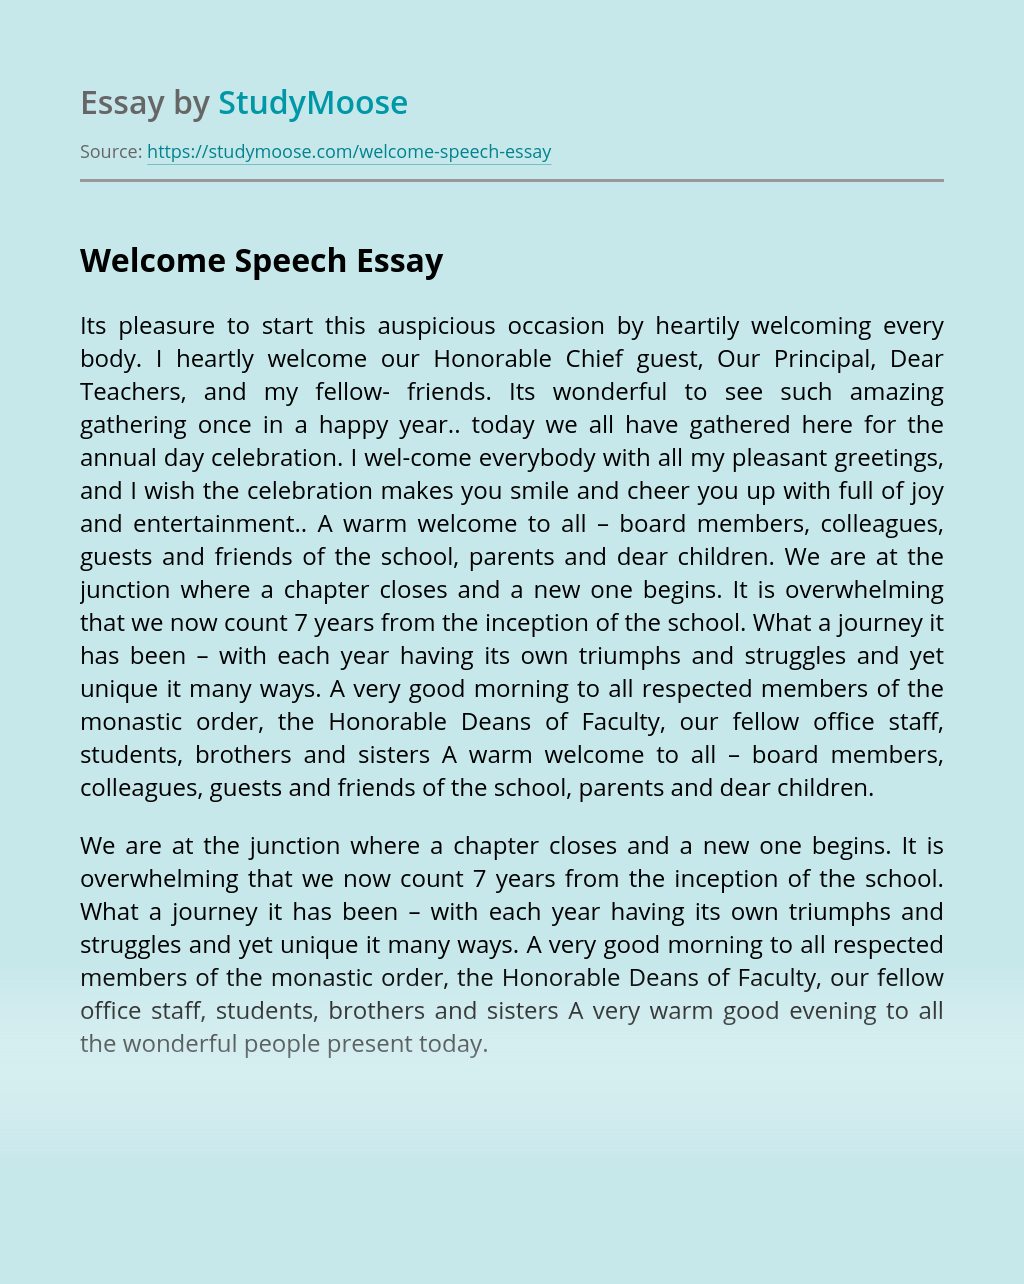 Essay by StudyMoose
Source: https://studymoose.com/welcome-speech-essay
Welcome Speech Essay
Its pleasure to start this auspicious occasion by heartily welcoming every
body. I heartly welcome our Honorable Chief guest, Our Principal, Dear
Teachers, and my fellow- friends. Its wonderful to see such amazing
gathering once in a happy year.. today we all have gathered here for the
annual day celebration. I wel-come everybody with all my pleasant greetings,
and I wish the celebration makes you smile and cheer you up with full of joy
and entertainment.. A warm welcome to all – board members, colleagues,
guests and friends of the school, parents and dear children. We are at the
junction where a chapter closes and a new one begins. It is overwhelming
that we now count 7 years from the inception of the school. What a journey it
has been – with each year having its own triumphs and struggles and yet
unique it many ways. A very good morning to all respected members of the
monastic order, the Honorable Deans of Faculty, our fellow office staff,
students, brothers and sisters A warm welcome to all – board members,
colleagues, guests and friends of the school, parents and dear children.
We are at the junction where a chapter closes and a new one begins. It is
overwhelming that we now count 7 years from the inception of the school.
What a journey it has been – with each year having its own triumphs and
struggles and yet unique it many ways. A very good morning to all respected
members of the monastic order, the Honorable Deans of Faculty, our fellow
office staff, students, brothers and sisters A very warm good evening to all
the wonderful people present today.